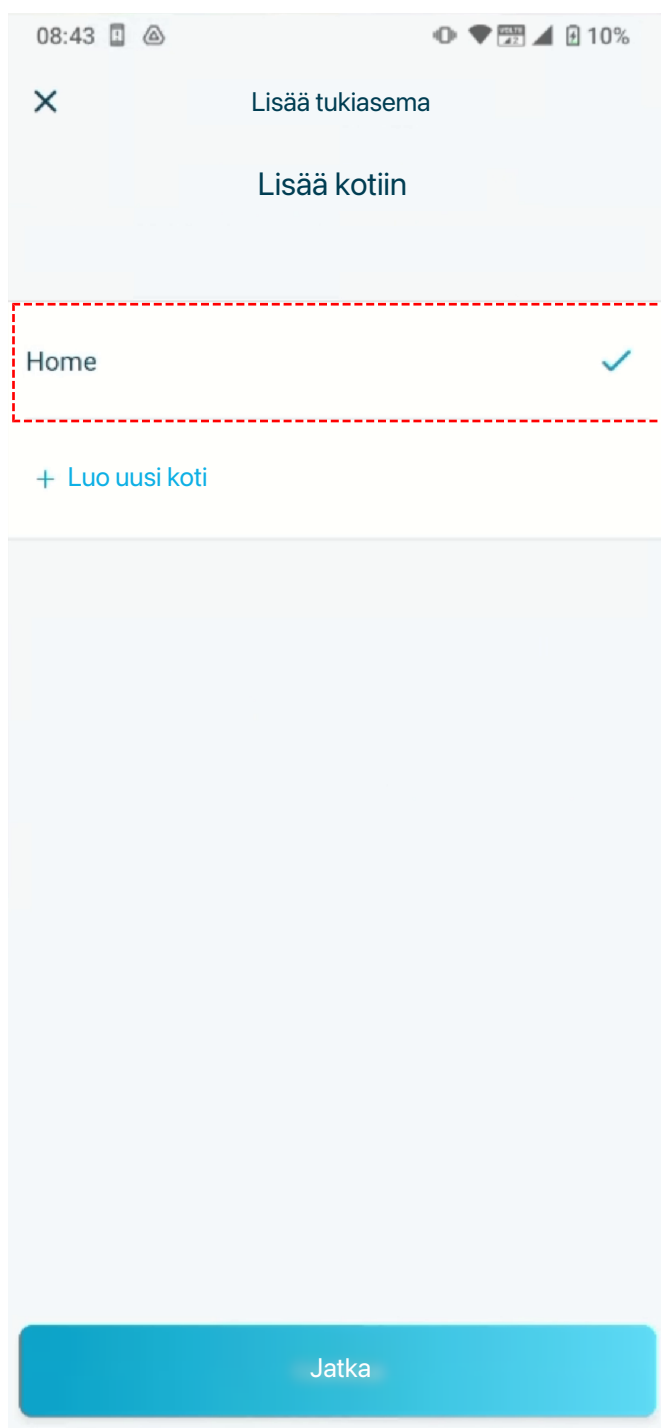 08:43 10%
Lisää tukiasema
Lisää kotiin
Home
+ Luo uusi koti
Jatka